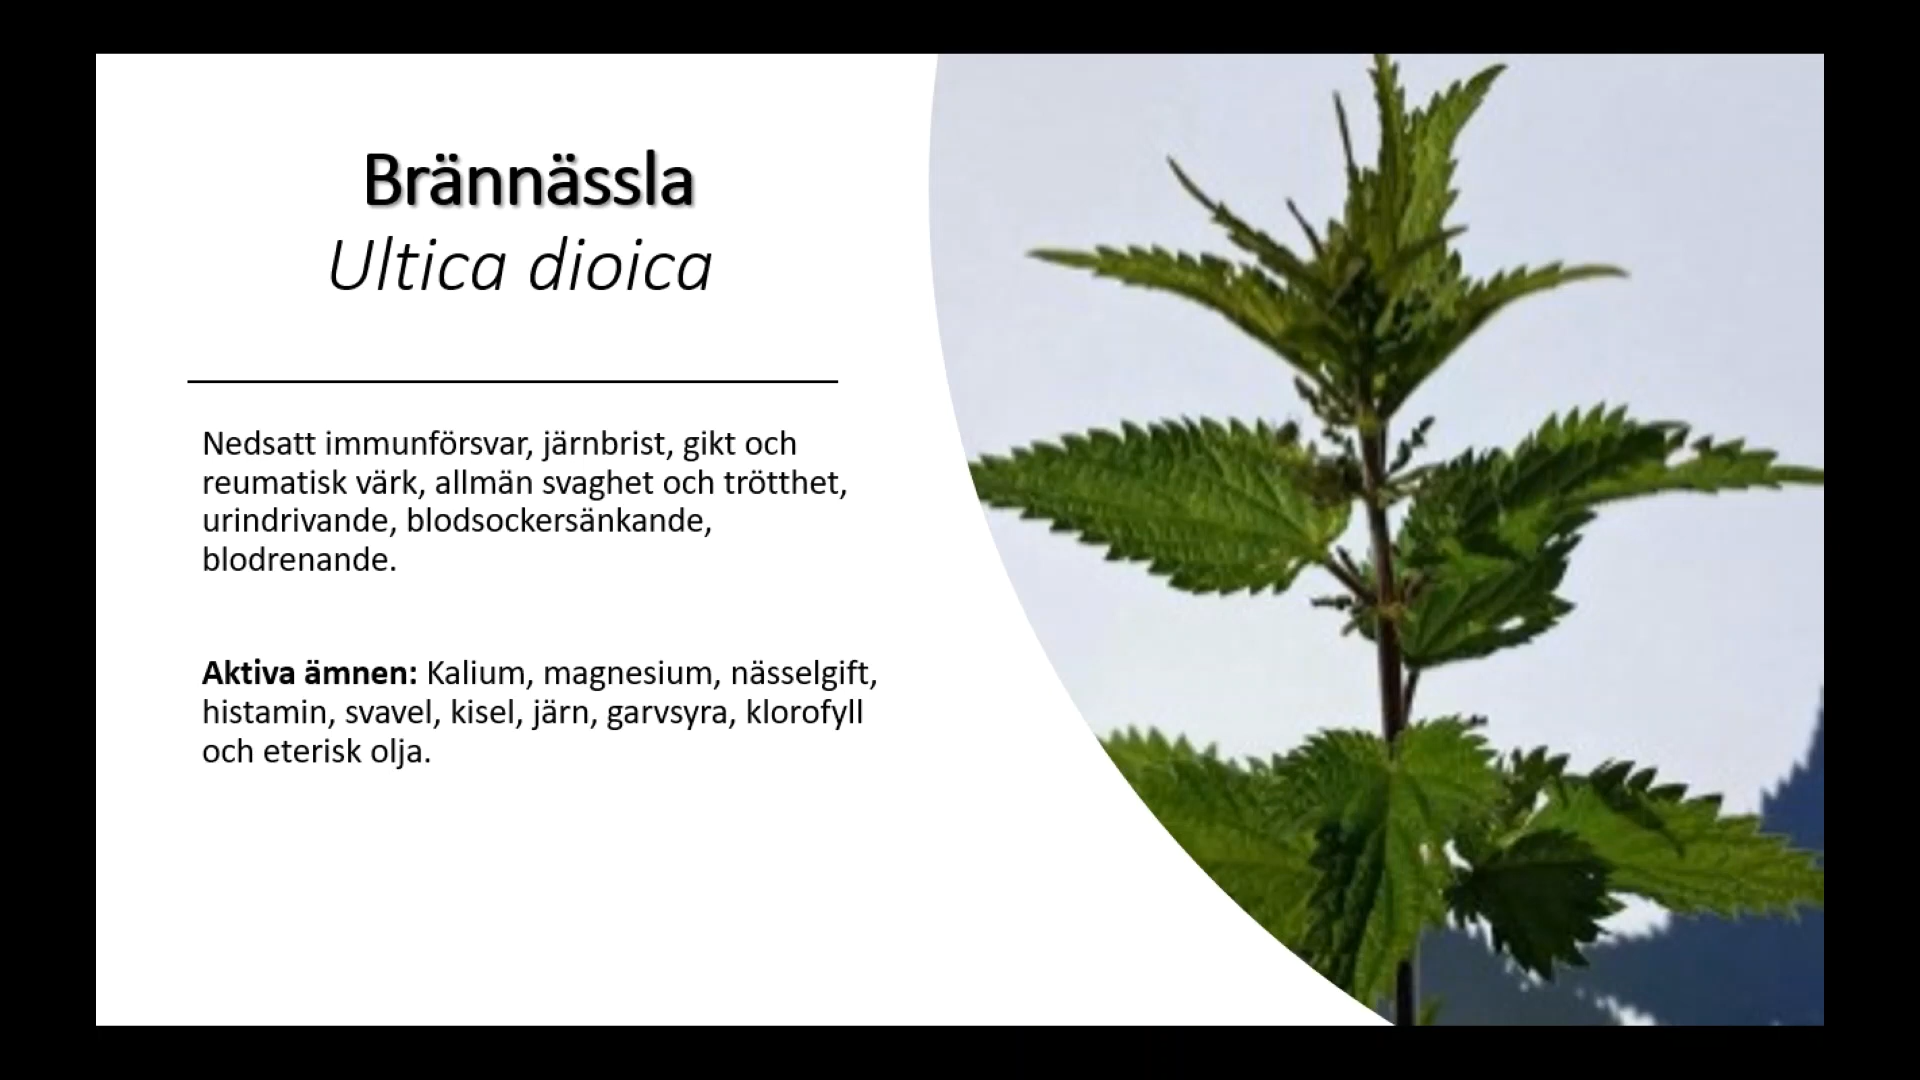 Brännässla
Ultica dioica
Nedsatt immunförsvar, järnbrist, gikt och
reumatisk värk, allmän svaghet och trötthet,
urindrivande, blodsockersänkande,
blodrenande.
Aktiva ämnen: Kalium, magnesium, nässelgift,
histamin, svavel, kisel, järn, garvsyra, klorofyll
och eterisk olja.